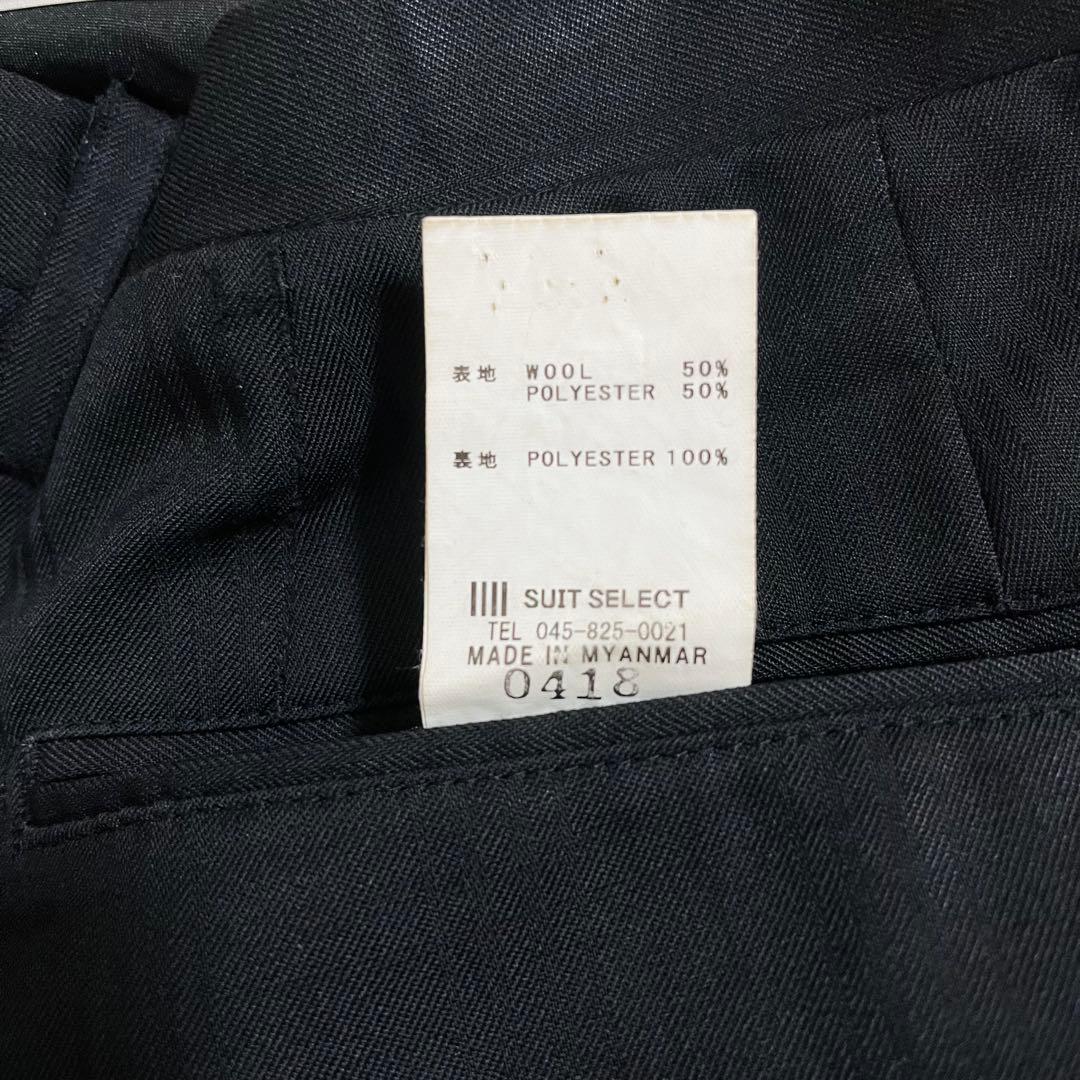 表地 WOOL 50%
POLYESTER 50%
裏地 POLYESTER 100%
SUIT SELECT
TEL 045-825-0021
MADE IN MYANMAR
0418